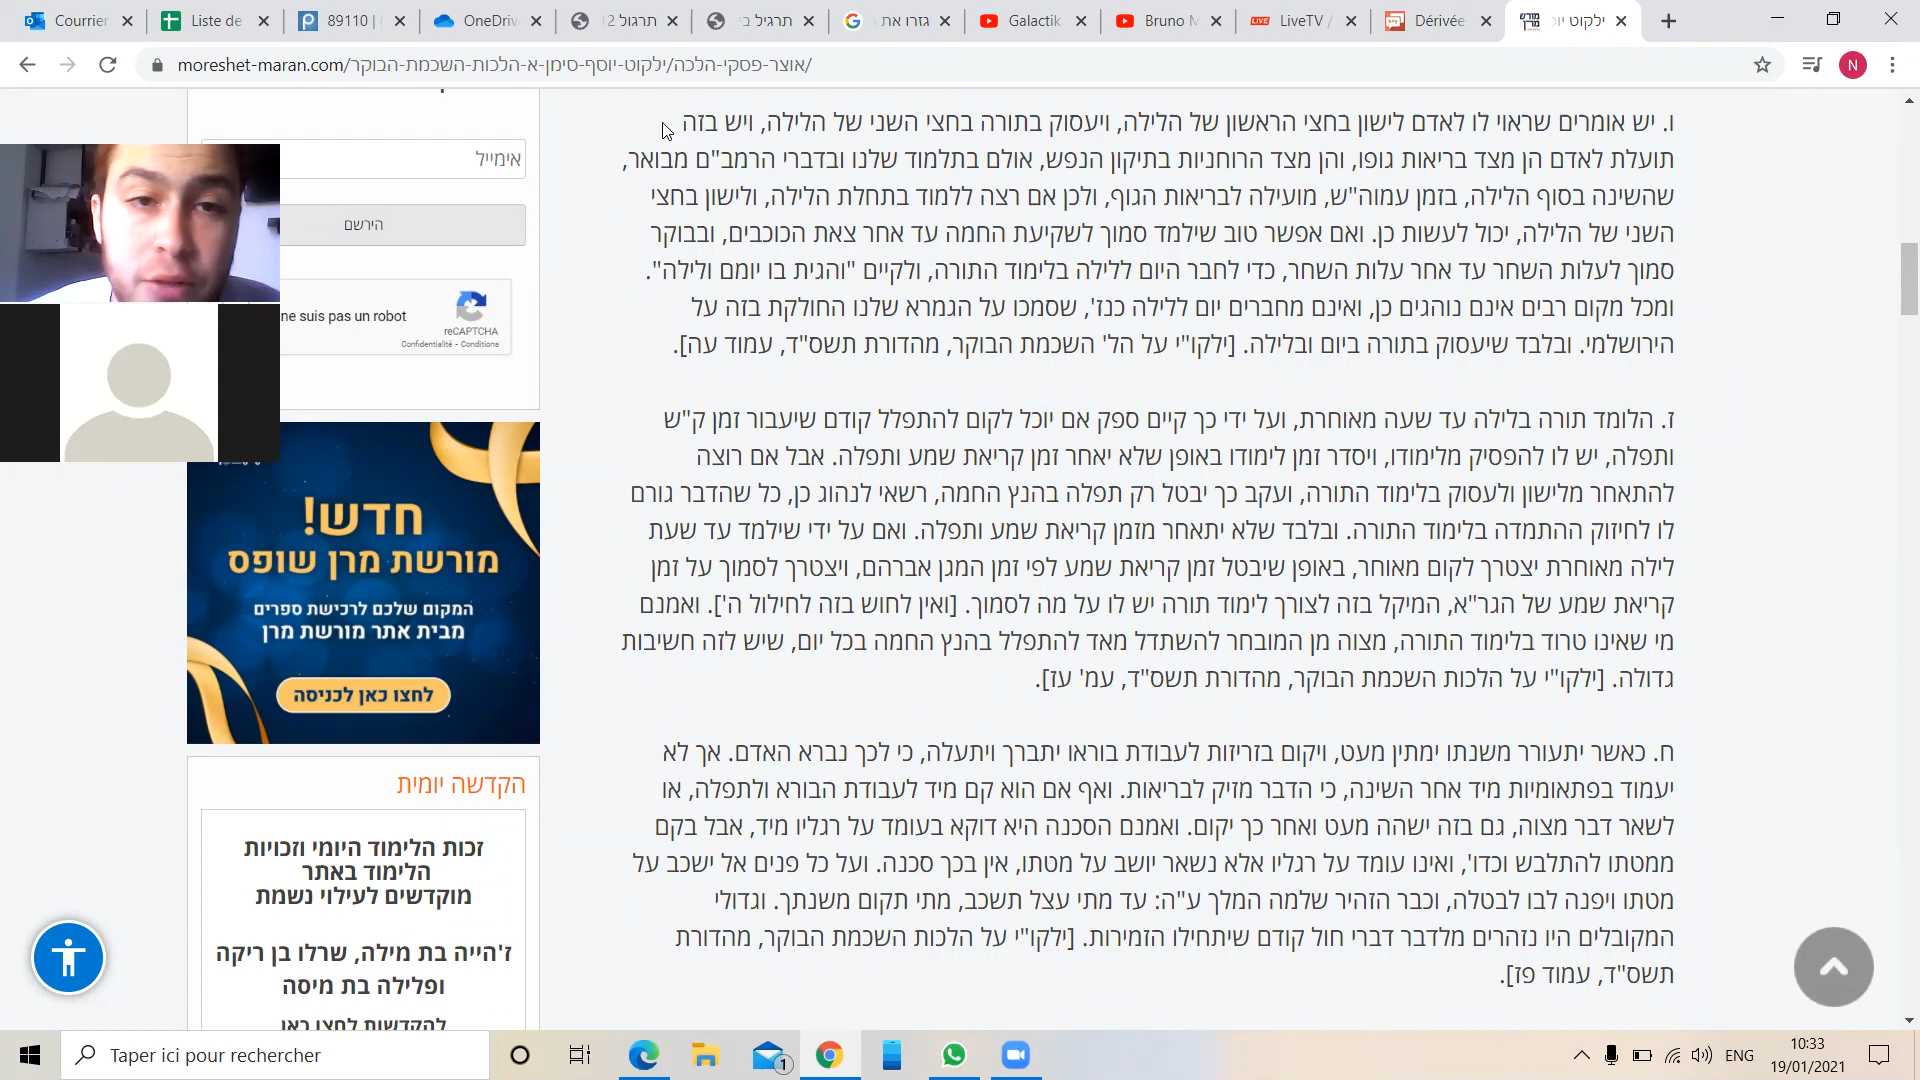 Courrier
Liste de
89110 | (
OneDriv
תרגול 12
תרגיל בי
גזרו את
Galactik
Bruno M
LIVE LiveTV /
Dérivée
ילקוט יוס
moreshet-maran.com/אוצר-פסקי-הלכה/ילקוט-יוסף-סימן-א-הלכות-השכמת-הבוקר/
N
אימייל
הירשם
ne suis pas un robot
reCAPTCHA
Confidentialité - Conditions
חדש!
מורשת מרן שופס
המקום שלכם לרכישת ספרים
מבית אתר מורשת מרן
לחצו כאן לכניסה
הקדשה יומית
זכות הלימוד היומי וזכויות
הלימוד באתר
מוקדשים לעילוי נשמת
ז'הייה בת מילה, שרלו בן ריקה
ופלילה בת מיסה
להקדשות לחצו כאן
ו. יש אומרים שראוי לו לאדם לישון בחצי הראשון של הלילה, ויעסוק בתורה בחצי השני של הלילה, ויש בזה
תועלת לאדם הן מצד בריאות גופו, והן מצד הרוחניות בתיקון הנפש, אולם בתלמוד שלנו ובדברי הרמב"ם מבואר,
שהשינה בסוף הלילה, בזמן עמוה"ש, מועילה לבריאות הגוף, ולכן אם רצה ללמוד בתחלת הלילה, ולישון בחצי
השני של הלילה, יכול לעשות כן. ואם אפשר טוב שילמד סמוך לשקיעת החמה עד אחר צאת הכוכבים, ובבוקר
סמוך לעלות השחר עד אחר עלות השחר, כדי לחבר היום ללילה בלימוד התורה, ולקיים "והגית בו יומם ולילה".
ומכל מקום רבים אינם נוהגים כן, ואינם מחברים יום ללילה כנז', שסמכו על הגמרא שלנו החולקת בזה על
הירושלמי. ובלבד שיעסוק בתורה ביום ובלילה. [ילקו"י על הל' השכמת הבוקר, מהדורת תשס"ד, עמוד עה].
ז. הלומד תורה בלילה עד שעה מאוחרת, ועל ידי כך קיים ספק אם יוכל לקום להתפלל קודם שיעבור זמן ק"ש
ותפלה, יש לו להפסיק מלימודו, ויסדר זמן לימודו באופן שלא יאחר זמן קריאת שמע ותפלה. אבל אם רוצה
להתאחר מלישון ולעסוק בלימוד התורה, ועקב כך יבטל רק תפלה בהנץ החמה, רשאי לנהוג כן, כל שהדבר גורם
לו לחיזוק ההתמדה בלימוד התורה. ובלבד שלא יתאחר מזמן קריאת שמע ותפלה. ואם על ידי שילמד עד שעת
לילה מאוחרת יצטרך לקום מאוחר, באופן שיבטל זמן קריאת שמע לפי זמן המגן אברהם, ויצטרך לסמוך על זמן
קריאת שמע של הגר"א, המיקל בזה לצורך לימוד תורה יש לו על מה לסמוך. [ואין לחוש בזה לחילול ה']. ואמנם
מי שאינו טרוד בלימוד התורה, מצוה מן המובחר להשתדל מאד להתפלל בהנץ החמה בכל יום, שיש לזה חשיבות
גדולה. [ילקו"י על הלכות השכמת הבוקר, מהדורת תשס"ד, עמ' עז].
ח. כאשר יתעורר משנתו ימתין מעט, ויקום בזריזות לעבודת בוראו יתברך ויתעלה, כי לכך נברא האדם. אך לא
יעמוד בפתאומיות מיד אחר השינה, כי הדבר מזיק לבריאות. ואף אם הוא קם מיד לעבודת הבורא ולתפלה, או
לשאר דבר מצוה, גם בזה ישהה מעט ואחר כך יקום. ואמנם הסכנה היא דוקא בעומד על רגליו מיד, אבל בקם
ממטתו להתלבש וכדו', ואינו עומד על רגליו אלא נשאר יושב על מטתו, אין בכך סכנה. ועל כל פנים אל ישכב על
מטתו ויפנה לבו לבטלה, וכבר הזהיר שלמה המלך ע"ה: עד מתי עצל תשכב, מתי תקום משנתך. וגדולי
המקובלים היו נזהרים מלדבר דברי חול קודם שיתחילו הזמירות. [ילקו"י על הלכות השכמת הבוקר, מהדורת
תשס"ד, עמוד פז].
Taper ici pour rechercher
1
ENG
10:33
19/01/2021